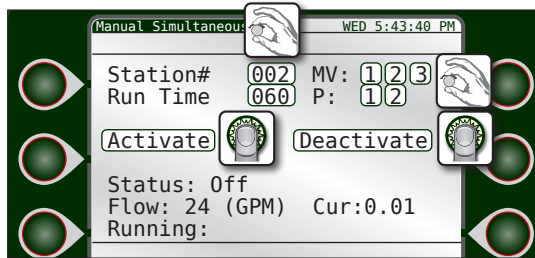 Manual Simultaneous WED 5:43:40 PM
Station# 002 MV: 1 2 3
Run Time 060 P: 1 2
Activate Deactivate
Status: Off
Flow: 24 (GPM) Cur:0.01
Running: